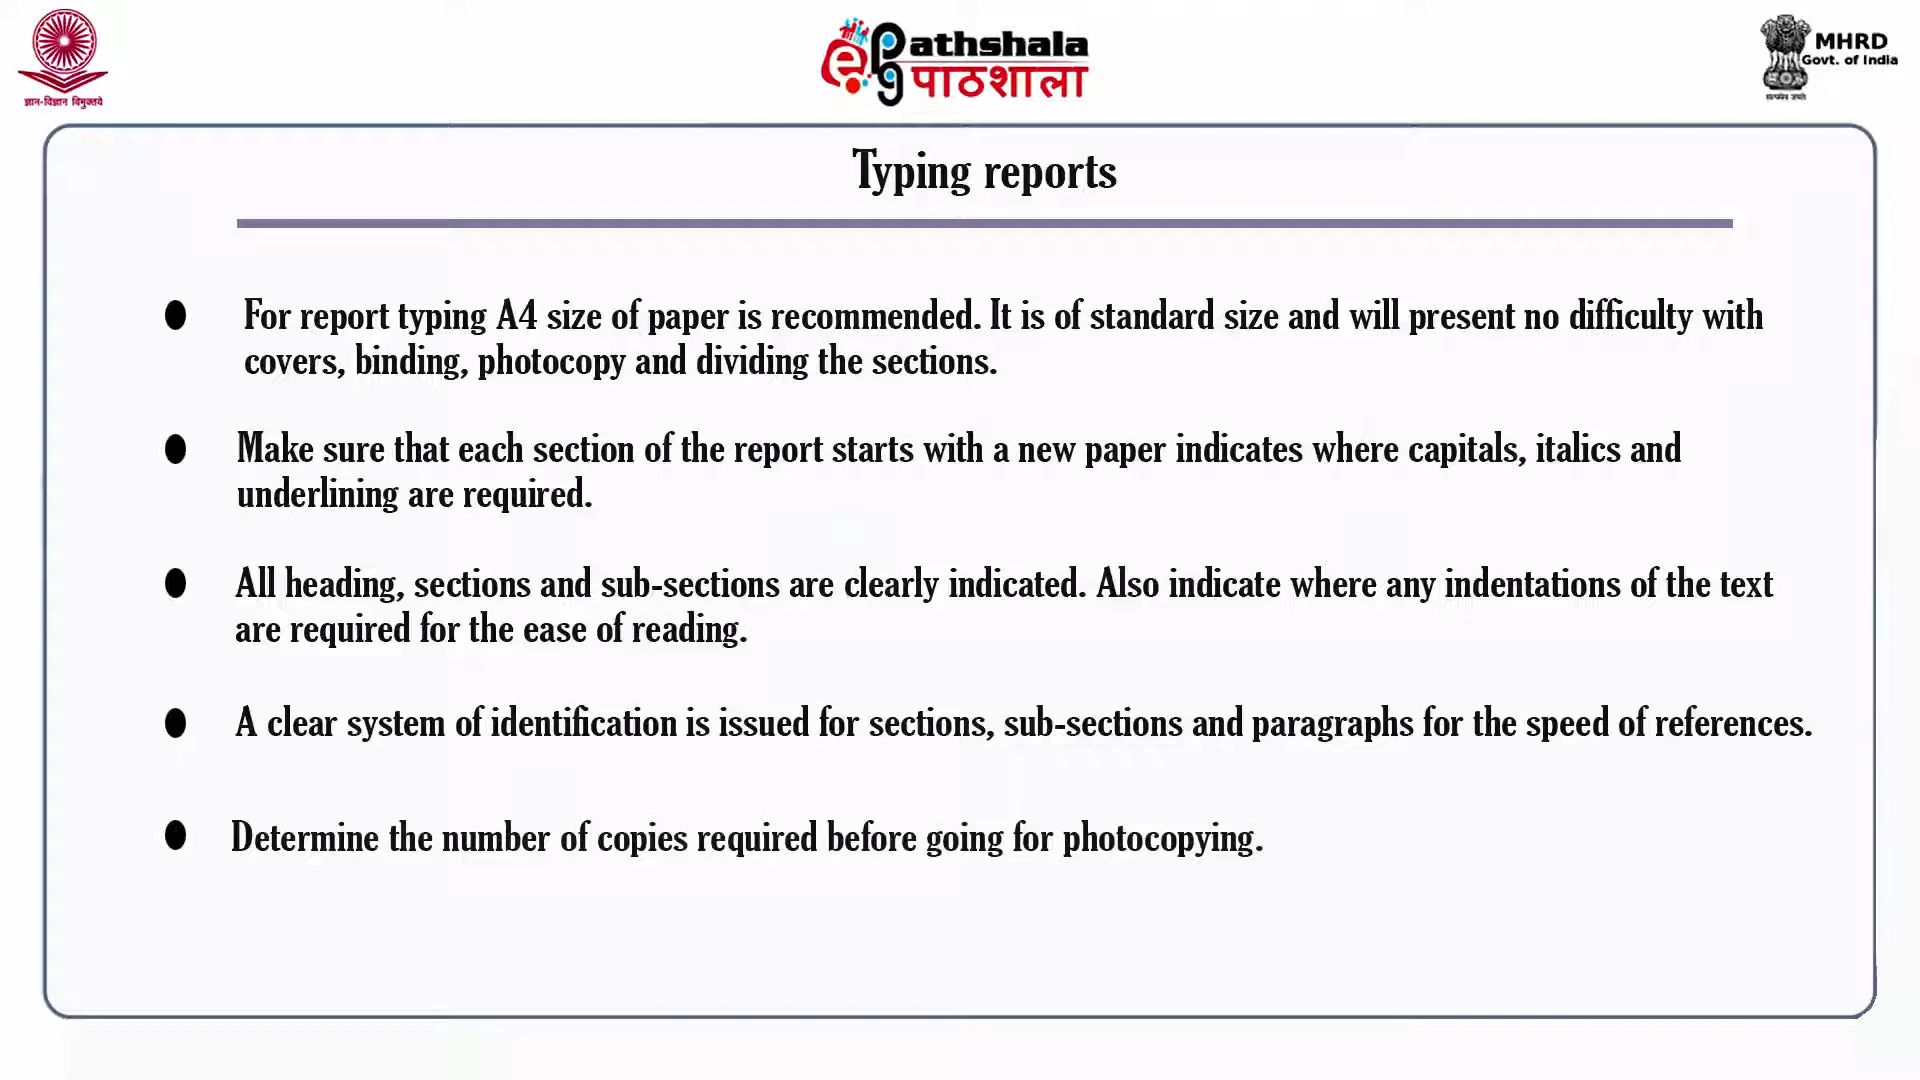 ज्ञान-विज्ञान विमुक्तये
e
pg
athshala
पाठशाला
MHRD
Govt. of India
सत्यमेव जयते
Typing reports
For report typing A4 size of paper is recommended. It is of standard size and will present no difficulty with
covers, binding, photocopy and dividing the sections.
Make sure that each section of the report starts with a new paper indicates where capitals, italics and
underlining are required.
All heading, sections and sub-sections are clearly indicated. Also indicate where any indentations of the text
are required for the ease of reading.
A clear system of identification is issued for sections, sub-sections and paragraphs for the speed of references.
Determine the number of copies required before going for photocopying.